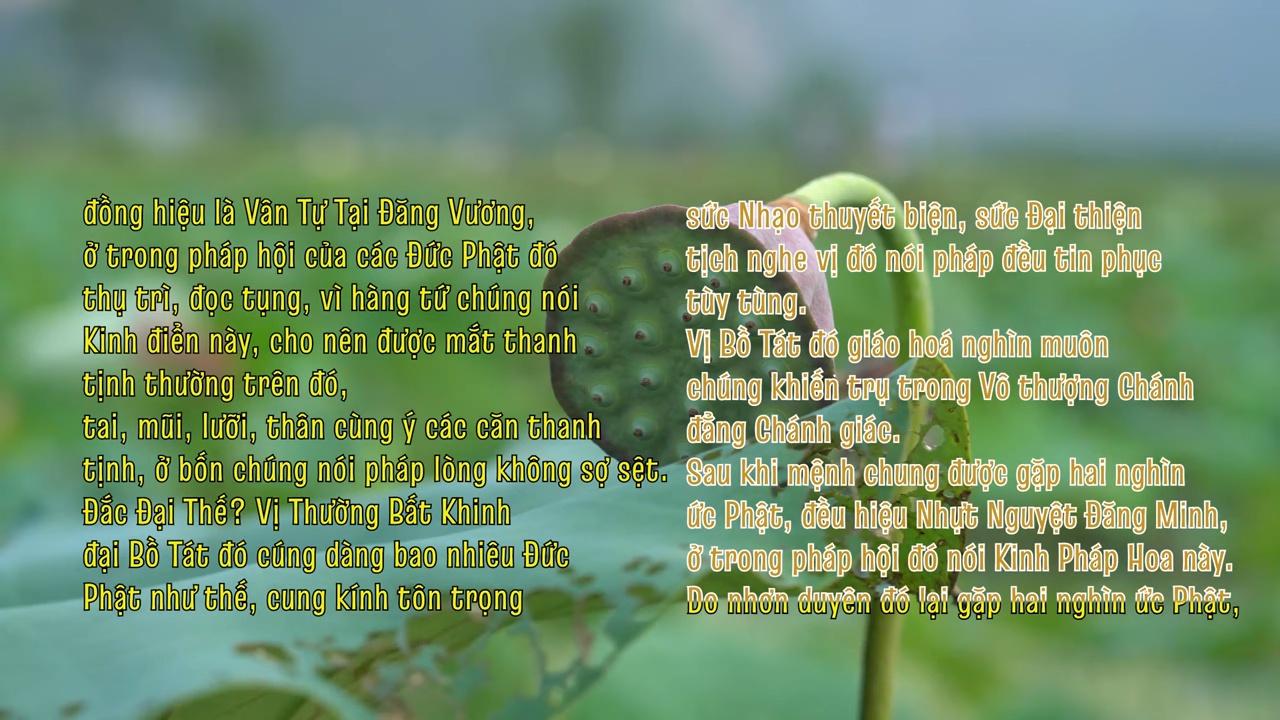 đồng hiệu là Vân Tự Tại Đăng Vương,
ở trong pháp hội của các Đức Phật đó
thụ trì, đọc tụng, vì hàng tứ chúng nói
Kinh điển này, cho nên được mắt thanh
tịnh thường trên đó,
tai, mũi, lưỡi, thân cùng ý các căn thanh
tịnh, ở bốn chúng nói pháp lòng không sợ sệt.
Đắc Đại Thế? Vị Thường Bất Khinh
đại Bồ Tát đó cúng dàng bao nhiêu Đức
Phật như thế, cung kính tôn trọng
sức Nhạo thuyết biện, sức Đại thiện
tịch nghe vị đó nói pháp đều tin phục
tùy tùng.
Vị Bồ Tát đó giáo hoá nghìn muôn
chúng khiến trụ trong Vô thượng Chánh
đẳng Chánh giác.
Sau khi mệnh chung được gặp hai nghìn
ức Phật, đều hiệu Nhựt Nguyệt Đăng Minh,
ở trong pháp hội đó nói Kinh Pháp Hoa này.
Do nhơn duyên đó lại gặp hai nghìn ức Phật,